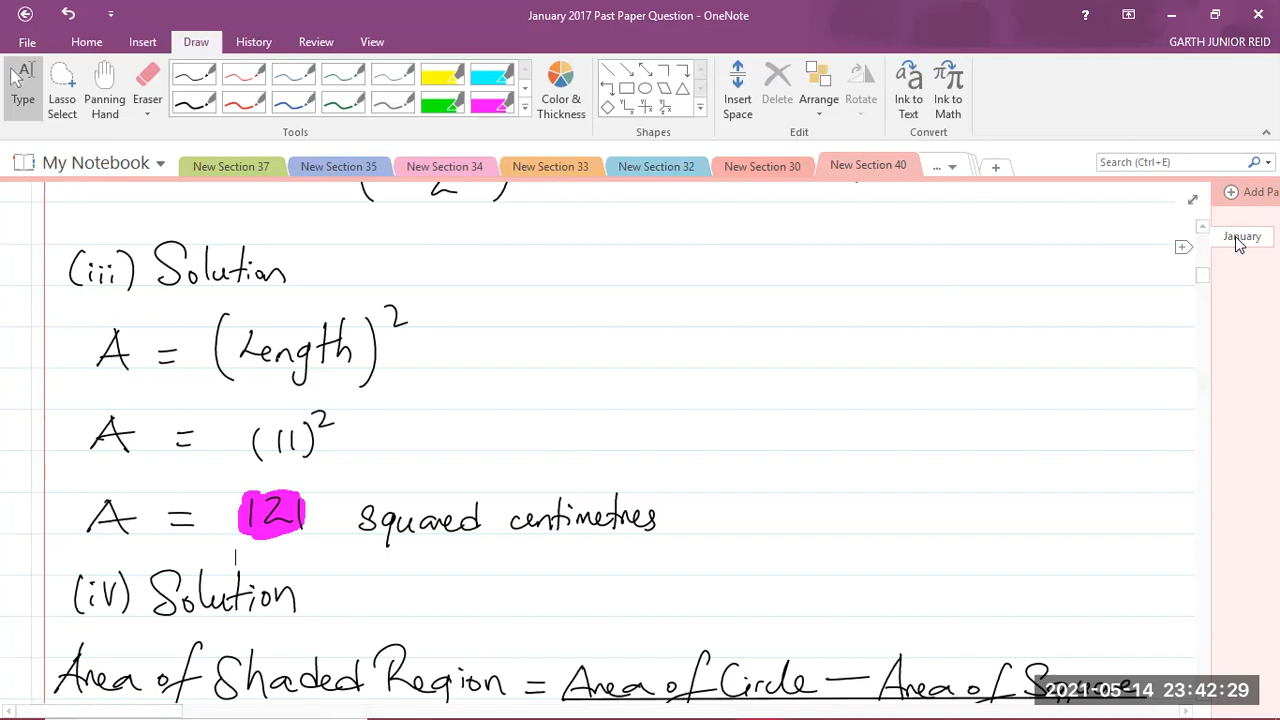 January 2017 Past Paper Question - OneNote
File Home Insert Draw History Review View GARTH JUNIOR REID
Type
Lasso Select
Panning Hand
Eraser
Color & Thickness
Insert Space
Delete
Arrange
Rotate
Ink to Text
Ink to Math
Tools Shapes Edit Convert
My Notebook New Section 37 New Section 35 New Section 34 New Section 33 New Section 32 New Section 30 New Section 40 ... Search (Ctrl+E)
Add Pa
January
(iii) Solution
A = (Length)²
A = (11)²
A = 121 squared centimetres
(iv) Solution
Area of Shaded Region = Area of Circle — Area of Square
2021-05-14 23:42:29